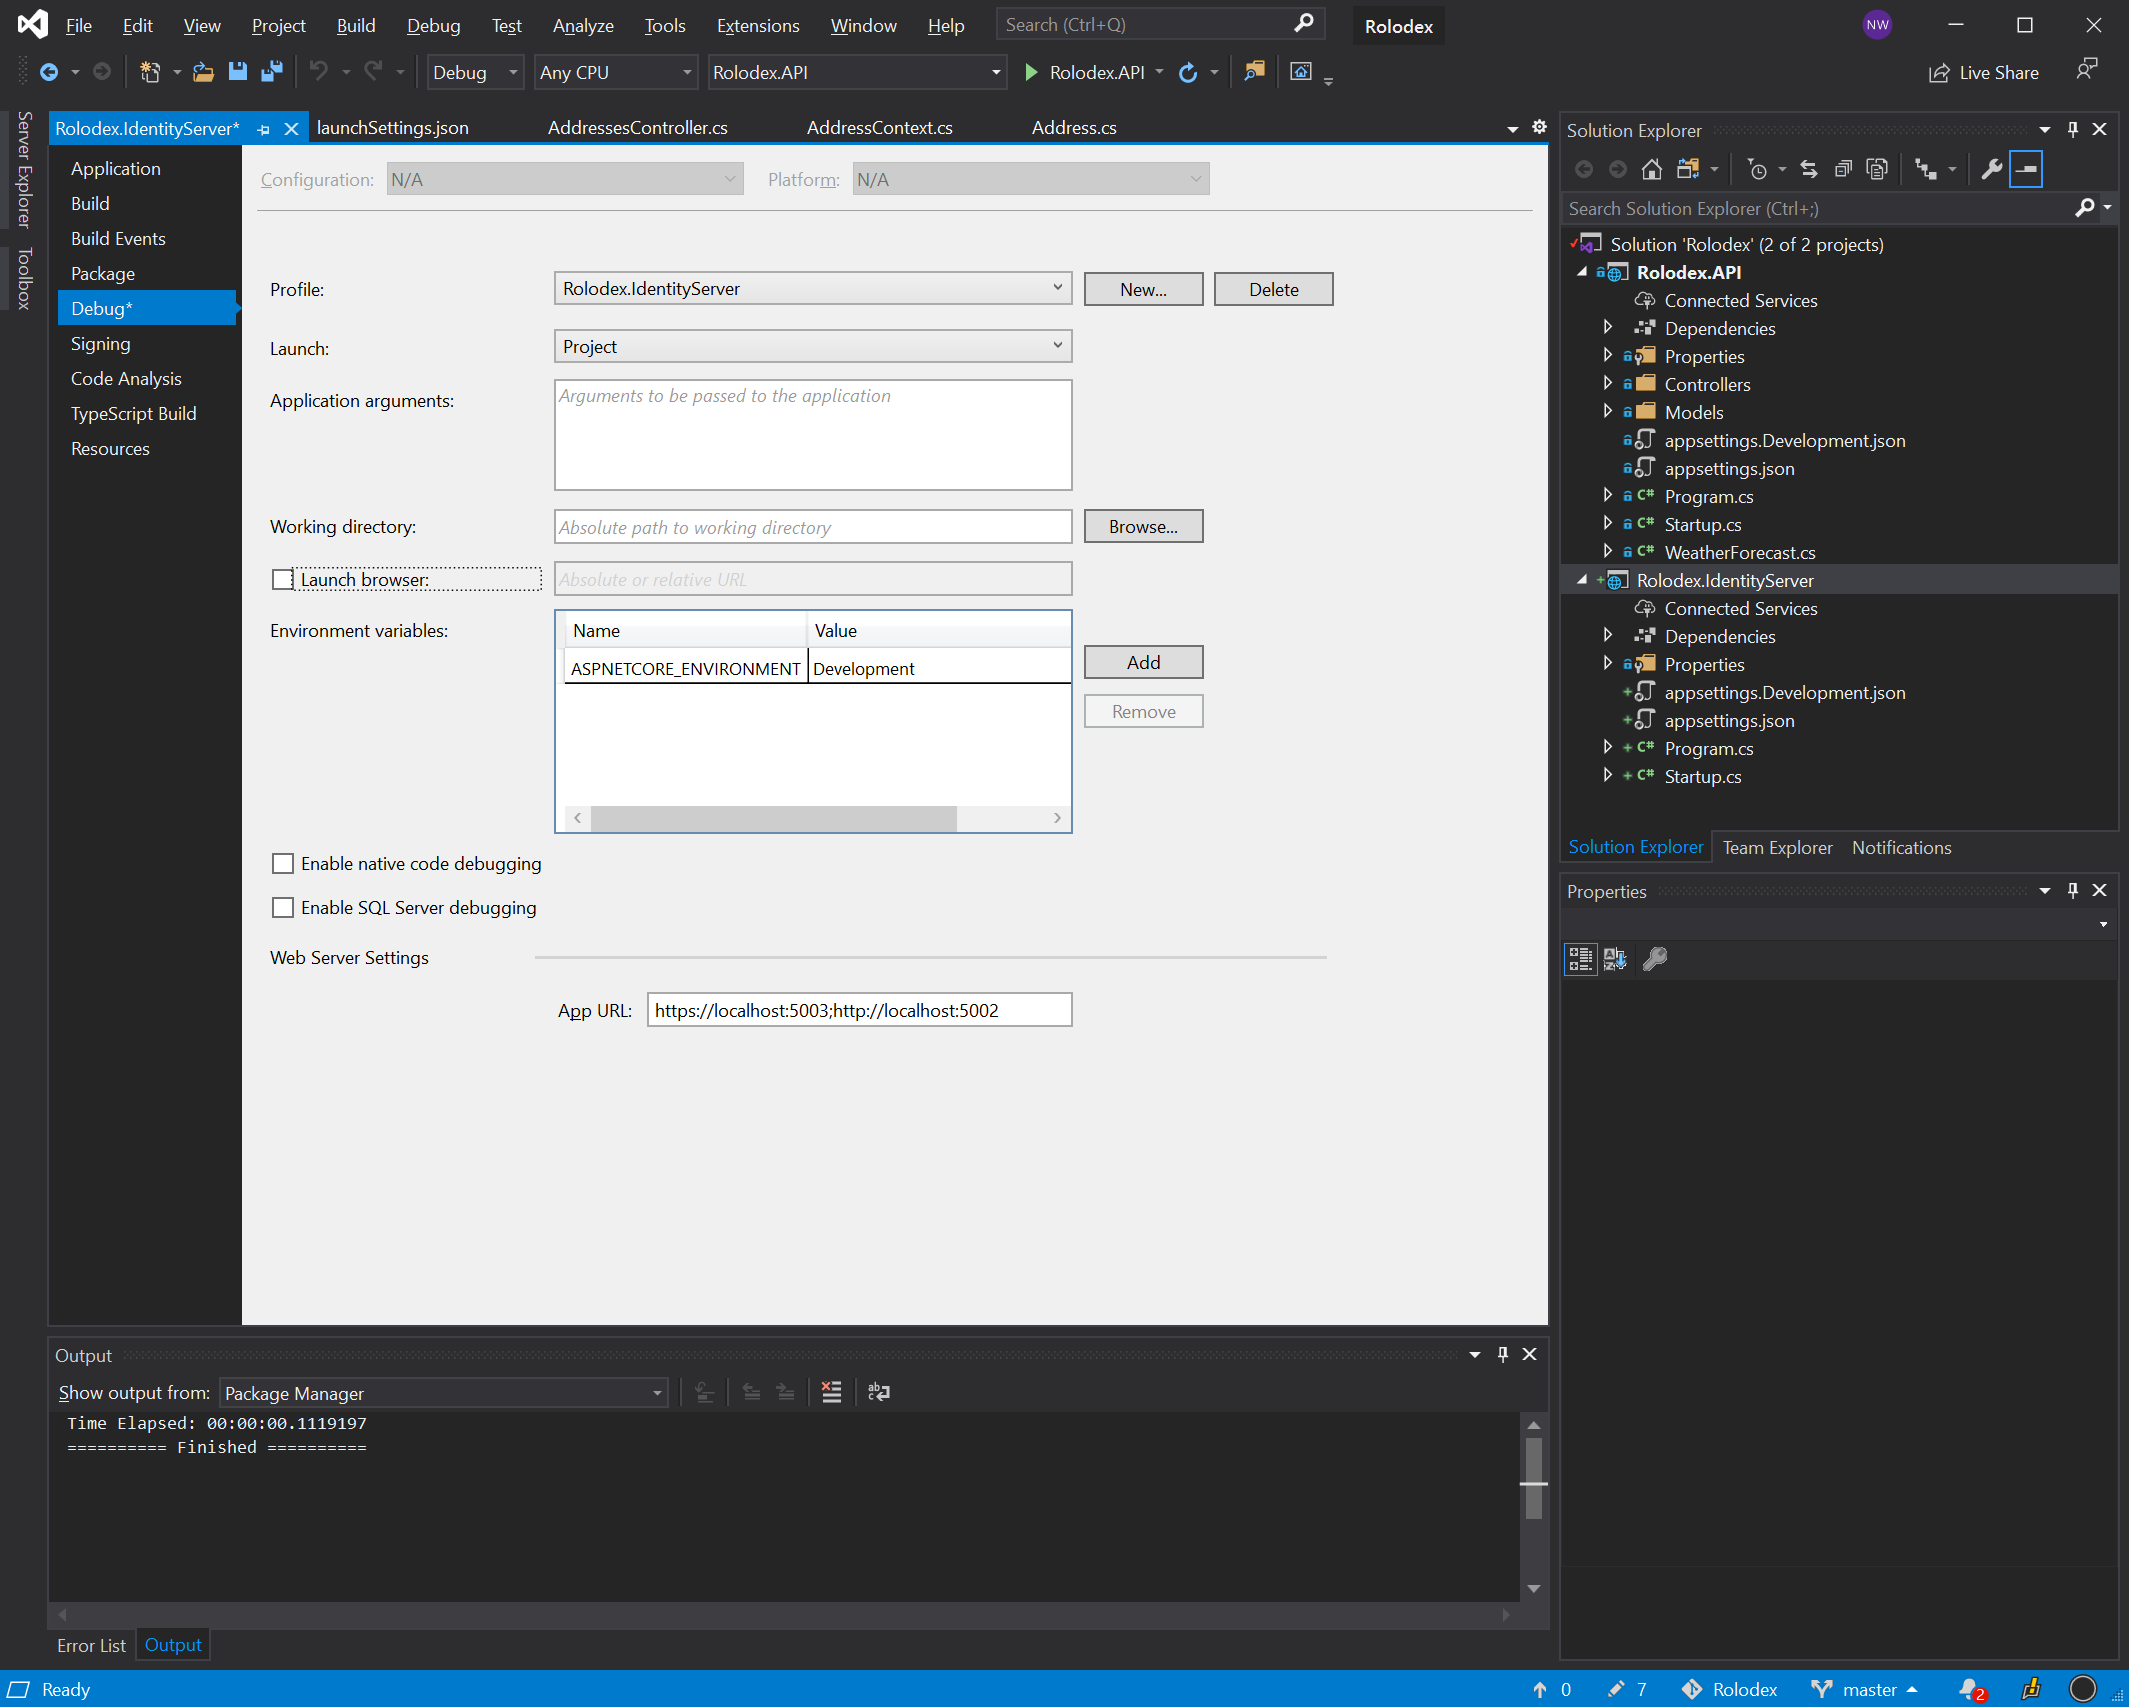 File Edit View Project Build Debug Test Analyze Tools Extensions Window Help Search (Ctrl+Q) Rolodex NW
Debug Any CPU Rolodex.API Rolodex.API Live Share
Server Explorer
Toolbox
Rolodex.IdentityServer* launchSettings.json AddressesController.cs AddressContext.cs Address.cs
Application
Build
Build Events
Package
Debug*
Signing
Code Analysis
TypeScript Build
Resources
Configuration: N/A Platform: N/A
Profile: Rolodex.IdentityServer New... Delete
Launch: Project
Application arguments: Arguments to be passed to the application
Working directory: Absolute path to working directory Browse...
Launch browser: Absolute or relative URL
Environment variables: Name Value
ASPNETCORE_ENVIRONMENT Development
Add
Remove
Enable native code debugging
Enable SQL Server debugging
Web Server Settings
App URL: https://localhost:5003;http://localhost:5002
Solution Explorer
Search Solution Explorer (Ctrl+;)
Solution 'Rolodex' (2 of 2 projects)
Rolodex.API
Connected Services
Dependencies
Properties
Controllers
Models
appsettings.Development.json
appsettings.json
C# Program.cs
C# Startup.cs
C# WeatherForecast.cs
Rolodex.IdentityServer
Connected Services
Dependencies
Properties
appsettings.Development.json
appsettings.json
C# Program.cs
C# Startup.cs
Solution Explorer Team Explorer Notifications
Properties
Output
Show output from: Package Manager
Time Elapsed: 00:00:00.1119197
========== Finished ==========
Error List Output
Ready 0 7 Rolodex master 2